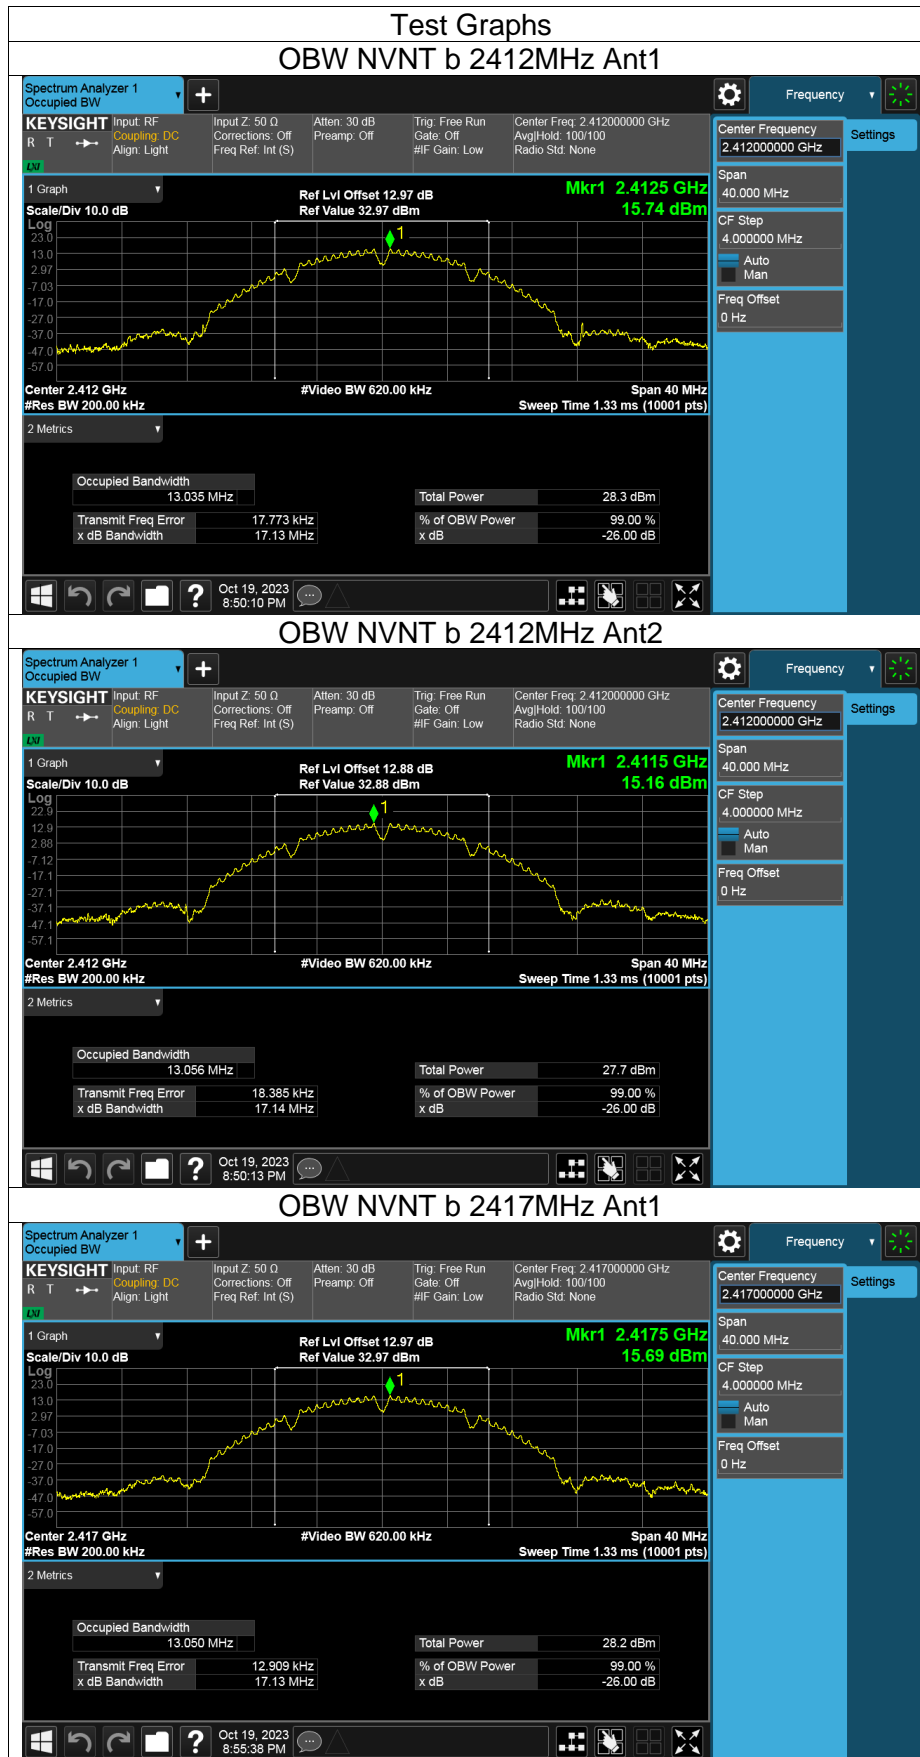 Test Graphs
OBW NVNT b 2412MHz Ant1
Spectrum Analyzer 1
Occupied BW
+
Frequency
KEYSIGHT
R T
LXI
Input: RF
Coupling: DC
Align: Light
Input Z: 50 Ω
Corrections: Off
Freq Ref: Int (S)
Atten: 30 dB
Preamp: Off
Trig: Free Run
Gate: Off
#IF Gain: Low
Center Freq: 2.412000000 GHz
Avg|Hold: 100/100
Radio Std: None
Center Frequency
2.412000000 GHz
Settings
Span
40.000 MHz
CF Step
4.000000 MHz
Auto
Man
Freq Offset
0 Hz
1 Graph
Scale/Div 10.0 dB
Ref Lvl Offset 12.97 dB
Ref Value 32.97 dBm
Mkr1 2.4125 GHz
15.74 dBm
Log
23.0
13.0
2.97
-7.03
-17.0
-27.0
-37.0
-47.0
-57.0
1
Center 2.412 GHz
#Res BW 200.00 kHz
#Video BW 620.00 kHz
Span 40 MHz
Sweep Time 1.33 ms (10001 pts)
2 Metrics
Occupied Bandwidth
13.035 MHz
Total Power 28.3 dBm
Transmit Freq Error 17.773 kHz
% of OBW Power 99.00 %
x dB Bandwidth 17.13 MHz
x dB -26.00 dB
?
Oct 19, 2023
8:50:10 PM
OBW NVNT b 2412MHz Ant2
Spectrum Analyzer 1
Occupied BW
+
Frequency
KEYSIGHT
R T
LXI
Input: RF
Coupling: DC
Align: Light
Input Z: 50 Ω
Corrections: Off
Freq Ref: Int (S)
Atten: 30 dB
Preamp: Off
Trig: Free Run
Gate: Off
#IF Gain: Low
Center Freq: 2.412000000 GHz
Avg|Hold: 100/100
Radio Std: None
Center Frequency
2.412000000 GHz
Settings
Span
40.000 MHz
CF Step
4.000000 MHz
Auto
Man
Freq Offset
0 Hz
1 Graph
Scale/Div 10.0 dB
Ref Lvl Offset 12.88 dB
Ref Value 32.88 dBm
Mkr1 2.4115 GHz
15.16 dBm
Log
22.9
12.9
2.88
-7.12
-17.1
-27.1
-37.1
-47.1
-57.1
1
Center 2.412 GHz
#Res BW 200.00 kHz
#Video BW 620.00 kHz
Span 40 MHz
Sweep Time 1.33 ms (10001 pts)
2 Metrics
Occupied Bandwidth
13.056 MHz
Total Power 27.7 dBm
Transmit Freq Error 18.385 kHz
% of OBW Power 99.00 %
x dB Bandwidth 17.14 MHz
x dB -26.00 dB
?
Oct 19, 2023
8:50:13 PM
OBW NVNT b 2417MHz Ant1
Spectrum Analyzer 1
Occupied BW
+
Frequency
KEYSIGHT
R T
LXI
Input: RF
Coupling: DC
Align: Light
Input Z: 50 Ω
Corrections: Off
Freq Ref: Int (S)
Atten: 30 dB
Preamp: Off
Trig: Free Run
Gate: Off
#IF Gain: Low
Center Freq: 2.417000000 GHz
Avg|Hold: 100/100
Radio Std: None
Center Frequency
2.417000000 GHz
Settings
Span
40.000 MHz
CF Step
4.000000 MHz
Auto
Man
Freq Offset
0 Hz
1 Graph
Scale/Div 10.0 dB
Ref Lvl Offset 12.97 dB
Ref Value 32.97 dBm
Mkr1 2.4175 GHz
15.69 dBm
Log
23.0
13.0
2.97
-7.03
-17.0
-27.0
-37.0
-47.0
-57.0
1
Center 2.417 GHz
#Res BW 200.00 kHz
#Video BW 620.00 kHz
Span 40 MHz
Sweep Time 1.33 ms (10001 pts)
2 Metrics
Occupied Bandwidth
13.050 MHz
Total Power 28.2 dBm
Transmit Freq Error 12.909 kHz
% of OBW Power 99.00 %
x dB Bandwidth 17.13 MHz
x dB -26.00 dB
?
Oct 19, 2023
8:55:38 PM